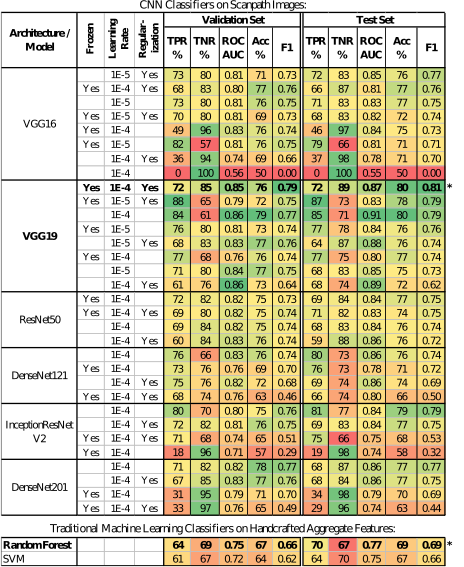 CNN Classifiers on Scanpath Images:
Architecture / Model Frozen Learning Rate Regular-ization Validation Set Test Set
TPR % TNR % ROC AUC Acc % F1 TPR % TNR % ROC AUC Acc % F1
VGG16
1E-5 Yes 73 80 0.81 71 0.73 72 83 0.85 76 0.77
Yes 1E-4 Yes 68 83 0.80 77 0.76 66 87 0.81 77 0.76
1E-5 73 80 0.81 76 0.75 71 83 0.83 77 0.75
Yes 1E-5 Yes 70 80 0.81 69 0.73 68 83 0.82 72 0.74
Yes 1E-4 49 96 0.83 76 0.74 46 97 0.84 75 0.73
Yes 1E-5 82 57 0.81 76 0.75 79 66 0.81 71 0.71
1E-4 Yes 36 94 0.74 69 0.66 37 98 0.78 71 0.70
1E-4 0 100 0.56 50 0.00 0 100 0.55 50 0.00
VGG19
Yes 1E-4 Yes 72 85 0.85 76 0.79 72 89 0.87 80 0.81 *
Yes 1E-5 Yes 88 65 0.79 72 0.75 87 73 0.83 78 0.79
1E-4 84 61 0.86 79 0.77 85 71 0.91 80 0.79
Yes 1E-5 76 80 0.81 73 0.74 77 78 0.84 76 0.76
1E-5 Yes 68 83 0.83 77 0.76 64 87 0.88 76 0.74
Yes 1E-4 77 68 0.76 76 0.74 77 75 0.80 77 0.74
1E-5 71 80 0.84 77 0.74 68 83 0.85 75 0.73
1E-4 Yes 61 76 0.86 73 0.64 68 74 0.89 72 0.62
ResNet50
Yes 1E-4 72 82 0.82 75 0.73 69 84 0.84 77 0.75
Yes 1E-4 Yes 69 80 0.82 75 0.74 71 82 0.83 74 0.75
1E-4 69 84 0.82 75 0.74 68 83 0.84 76 0.74
1E-4 Yes 60 84 0.83 76 0.74 59 88 0.86 76 0.72
DenseNet121
1E-4 76 66 0.83 76 0.74 80 73 0.86 76 0.74
Yes 1E-4 73 76 0.76 69 0.70 76 73 0.78 71 0.72
1E-4 Yes 75 76 0.82 72 0.68 69 74 0.86 74 0.69
Yes 1E-4 Yes 68 74 0.76 63 0.46 66 74 0.80 66 0.50
InceptionResNet V2
1E-4 80 70 0.80 75 0.76 81 77 0.84 79 0.79
1E-4 Yes 72 82 0.81 76 0.75 69 83 0.84 77 0.75
Yes 1E-4 Yes 71 68 0.74 65 0.51 75 66 0.75 68 0.53
Yes 1E-4 18 96 0.71 57 0.29 19 98 0.74 58 0.32
DenseNet201
1E-4 71 82 0.82 78 0.77 68 87 0.86 77 0.77
1E-4 Yes 67 85 0.83 76 0.74 68 86 0.84 77 0.75
Yes 1E-4 31 95 0.79 71 0.67 34 98 0.81 70 0.69
Yes 1E-4 Yes 33 97 0.76 65 0.49 29 96 0.74 63 0.44
Traditional Machine Learning Classifiers on Handcrafted Aggregate Features:
Random Forest 64 69 0.75 67 0.66 70 67 0.77 69 0.69 *
SVM 61 67 0.72 64 0.62 64 70 0.75 67 0.66